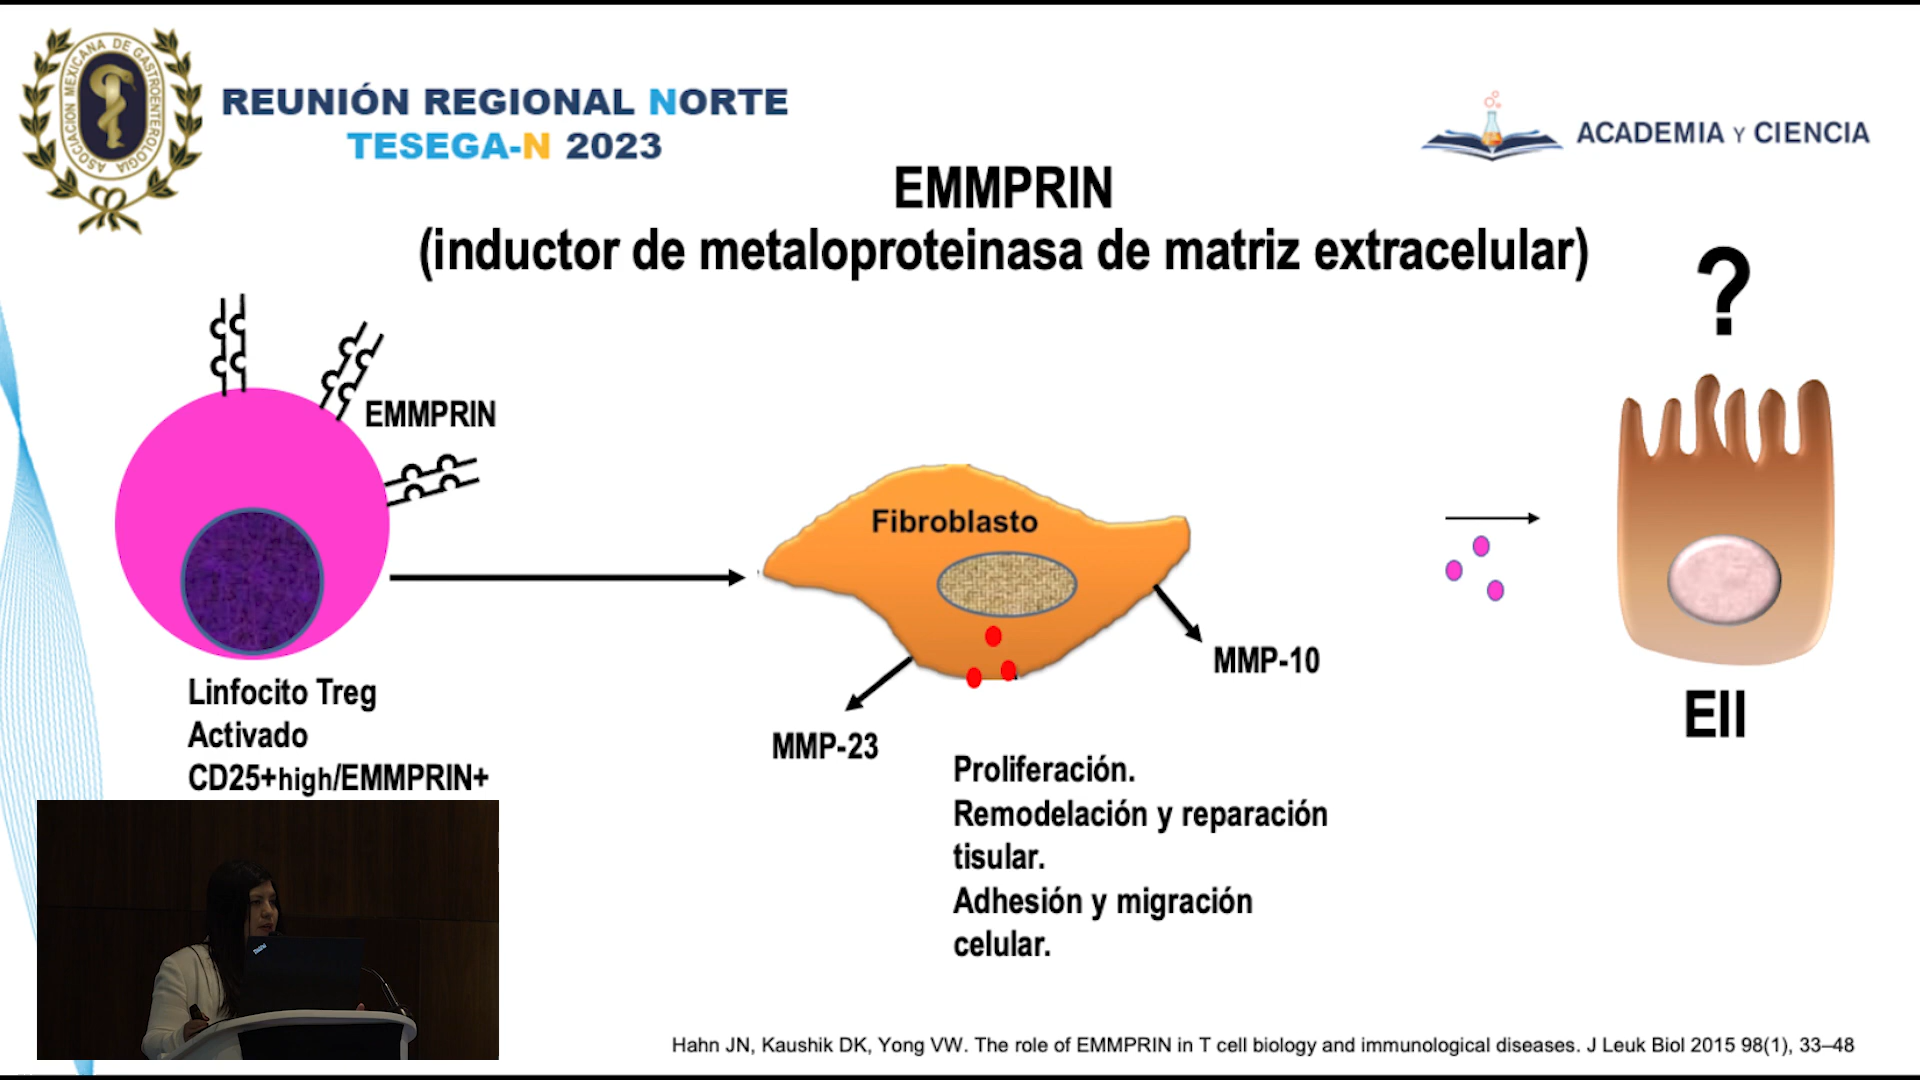 ASOCIACION MEXICANA DE GASTROENTEROLOGIA
REUNIÓN REGIONAL NORTE
TESEGA-N 2023
ACADEMIA Y CIENCIA
EMMPRIN
(inductor de metaloproteinasa de matriz extracelular)
?
EMMPRIN
Fibroblasto
MMP-10
MMP-23
Linfocito Treg
Activado
CD25+high/EMMPRIN+
EII
Proliferación.
Remodelación y reparación
tisular.
Adhesión y migración
celular.
ThinkPad
Hahn JN, Kaushik DK, Yong VW. The role of EMMPRIN in T cell biology and immunological diseases. J Leuk Biol 2015 98(1), 33–48